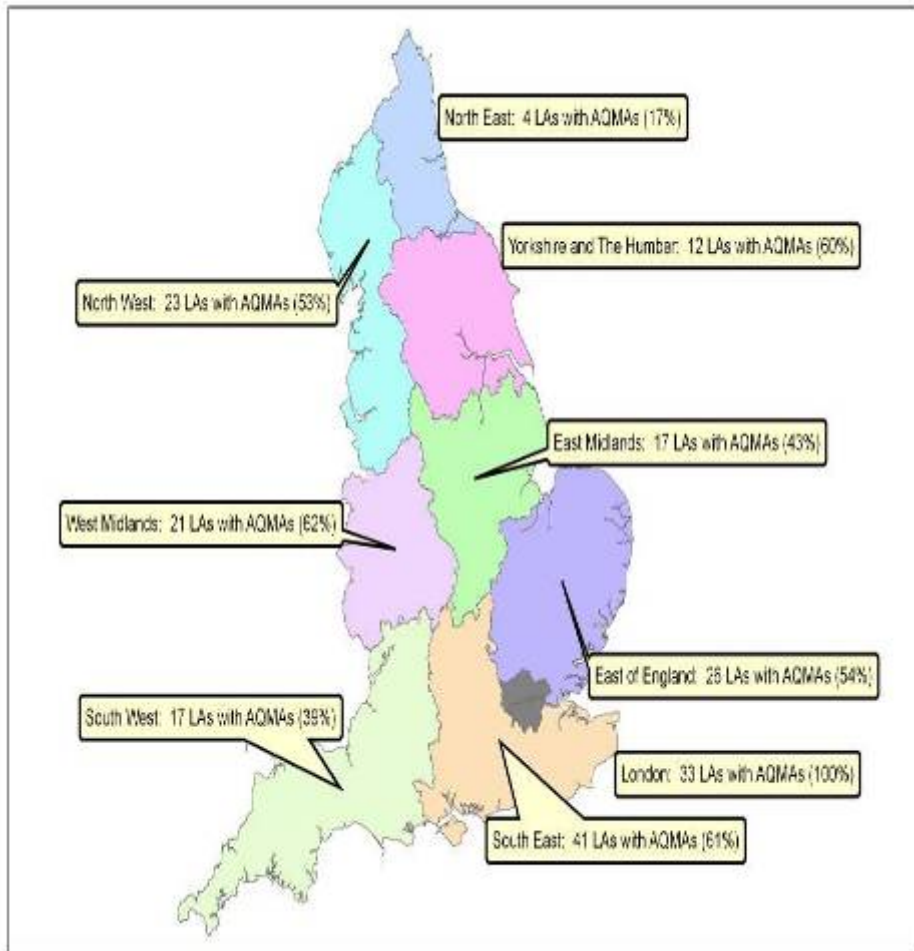 North East: 4 LAs with AQMAs (17%)
Yorkshire and The Humber: 12 LAs with AQMAs (60%)
North West: 23 LAs with AQMAs (53%)
East Midlands: 17 LAs with AQMAs (43%)
West Midlands: 21 LAs with AQMAs (62%)
East of England: LAs with AQMAs (54%)
South West: 17 LAs with AQMAs
London: 33 LAs with AQMAs (100%)
South East: 41 LAs with AQMAs (61%)